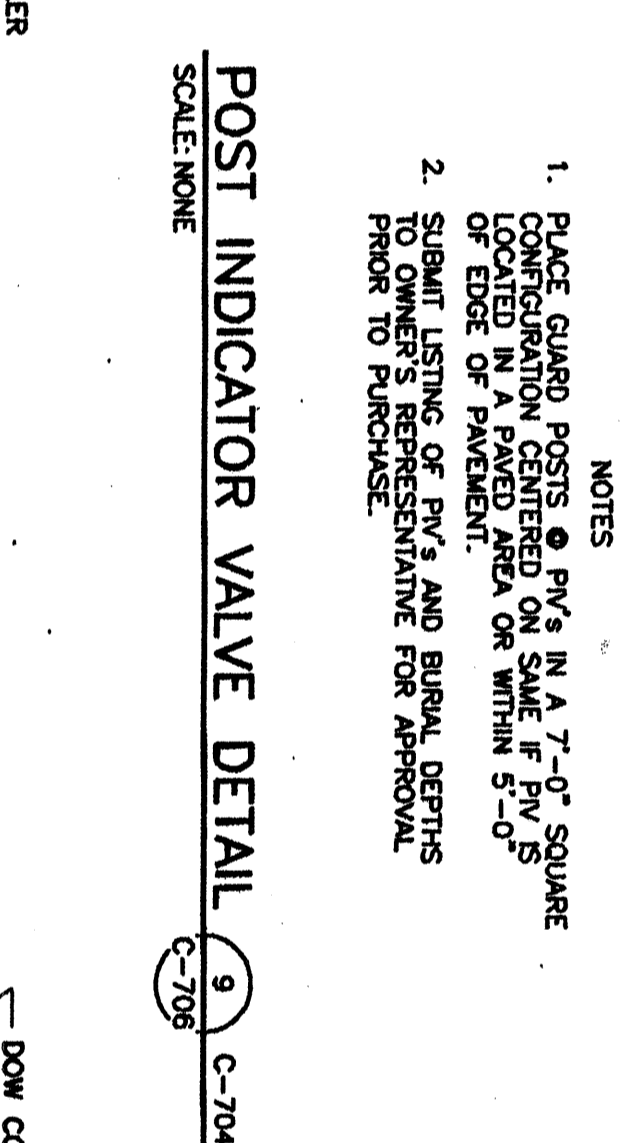 NOTES
1. PLACE GUARD POSTS @ PIV's IN A 7'-0" SQUARE
CONFIGURATION CENTERED ON SAME IF PIV IS
LOCATED IN A PAVED AREA OR WITHIN 5'-0"
OF EDGE OF PAVEMENT.
2. SUBMIT LISTING OF PIV's AND BURIAL DEPTHS
TO OWNER'S REPRESENTATIVE FOR APPROVAL
PRIOR TO PURCHASE.
POST INDICATOR VALVE DETAIL 9 C-704
SCALE: NONE C-706
ER
DOW CO